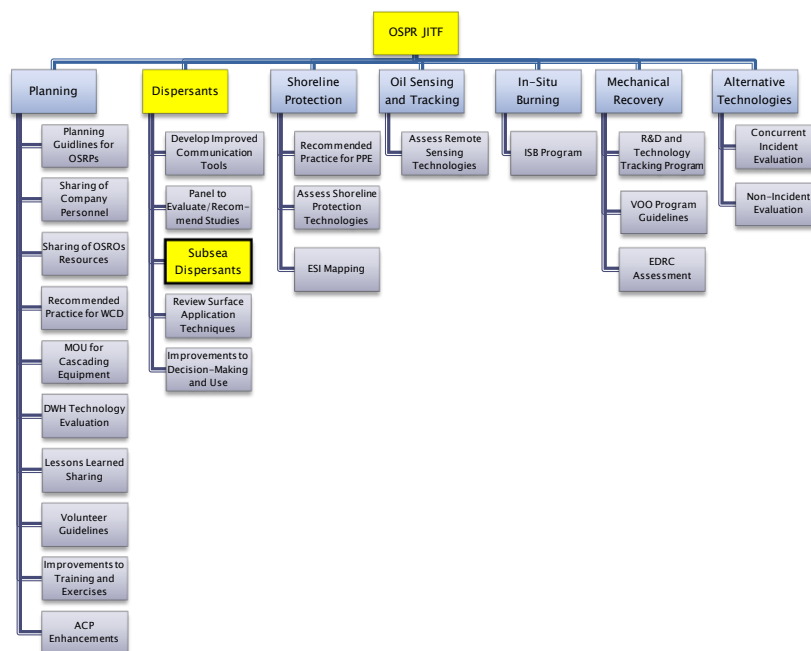 OSPR JITF
Planning
Planning
Guidlines for
OSRPs
Sharing of
Company
Personnel
Sharing of OSROs
Resources
Recommended
Practice for WCD
MOU for
Cascading
Equipment
DWH Technology
Evaluation
Lessons Learned
Sharing
Volunteer
Guidelines
Improvements to
Training and
Exercises
ACP
Enhancements
Dispersants
Develop Improved
Communication
Tools
Panel to
Evaluate/Recom-
mend Studies
Subsea
Dispersants
Review Surface
Application
Techniques
Improvements to
Decision-Making
and Use
Shoreline
Protection
Recommended
Practice for PPE
Assess Shoreline
Protection
Technologies
ESI Mapping
Oil Sensing
and Tracking
Assess Remote
Sensing
Technologies
In-Situ
Burning
ISB Program
Mechanical
Recovery
R&D and
Technology
Tracking Program
VOO Program
Guidelines
EDRC
Assessment
Alternative
Technologies
Concurrent
Incident
Evaluation
Non-Incident
Evaluation